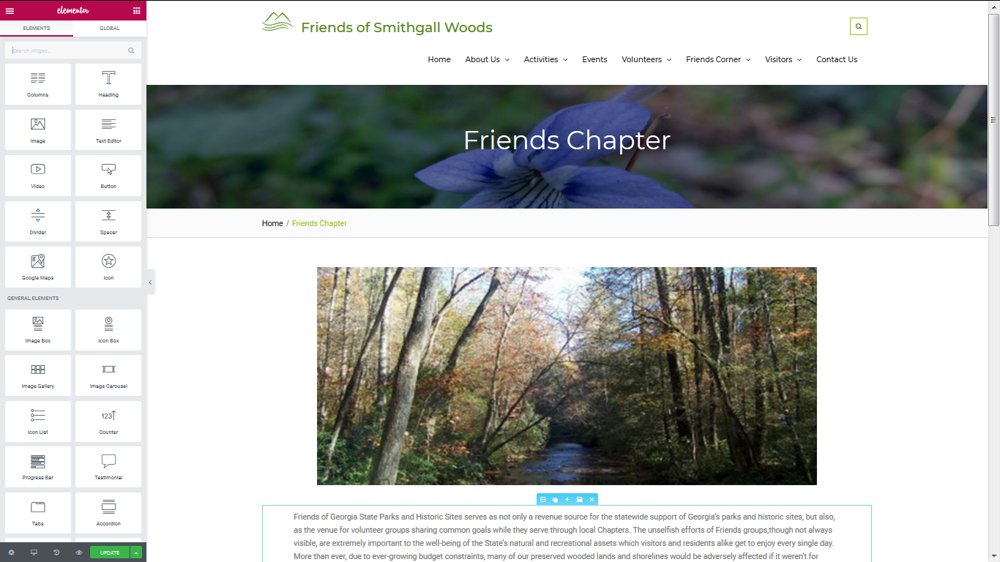 elementor
ELEMENTS
GLOBAL
Search Widget...
Columns
Heading
Image
Text Editor
Video
Button
Divider
Spacer
Google Maps
Icon
GENERAL ELEMENTS
Image Box
Icon Box
Image Gallery
Image Carousel
Icon List
123
Counter
Progress Bar
Testimonial
Tabs
Accordion
UPDATE
Friends of Smithgall Woods
Home About Us Activities Events Volunteers Friends Corner Visitors Contact Us
Friends Chapter
Home / Friends Chapter
Friends of Georgia State Parks and Historic Sites serves as not only a revenue source for the statewide support of Georgia's parks and historic sites, but also,
as the venue for volunteer groups sharing common goals while they serve through local Chapters. The unselfish efforts of Friends groups,though not always
visible, are extremely important to the well-being of the State's natural and recreational assets which visitors and residents alike get to enjoy every single day.
More than ever, due to ever-growing budget constraints, many of our preserved wooded lands and shorelines would be adversely affected if it weren't for